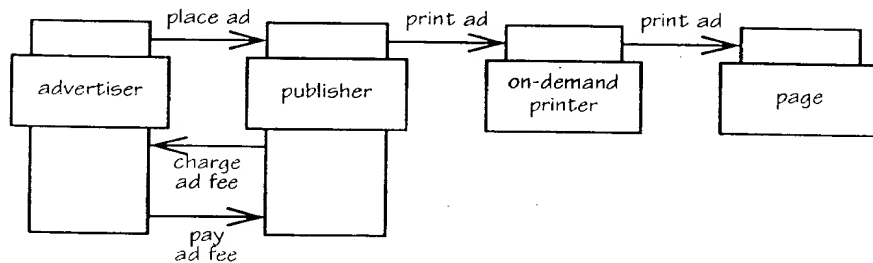 place ad
print ad
print ad
advertiser
publisher
on-demand
printer
page
charge
ad fee
pay
ad fee